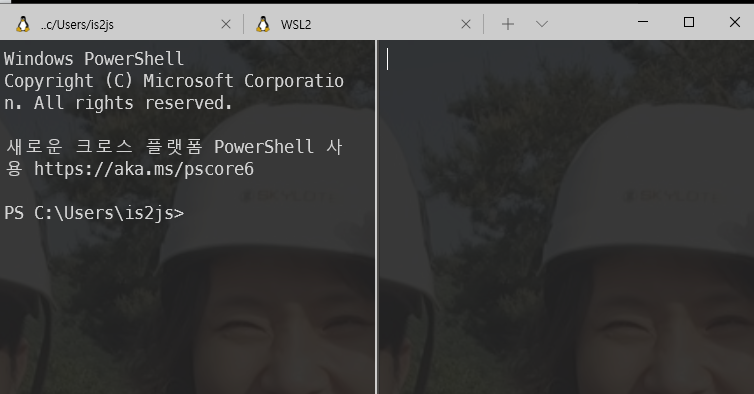 ..c/Users/is2js
WSL2
Windows PowerShell
Copyright (C) Microsoft Corporatio
n. All rights reserved.
새로운 크로스 플랫폼 PowerShell 사
용 https://aka.ms/pscore6
PS C:\Users\is2js>